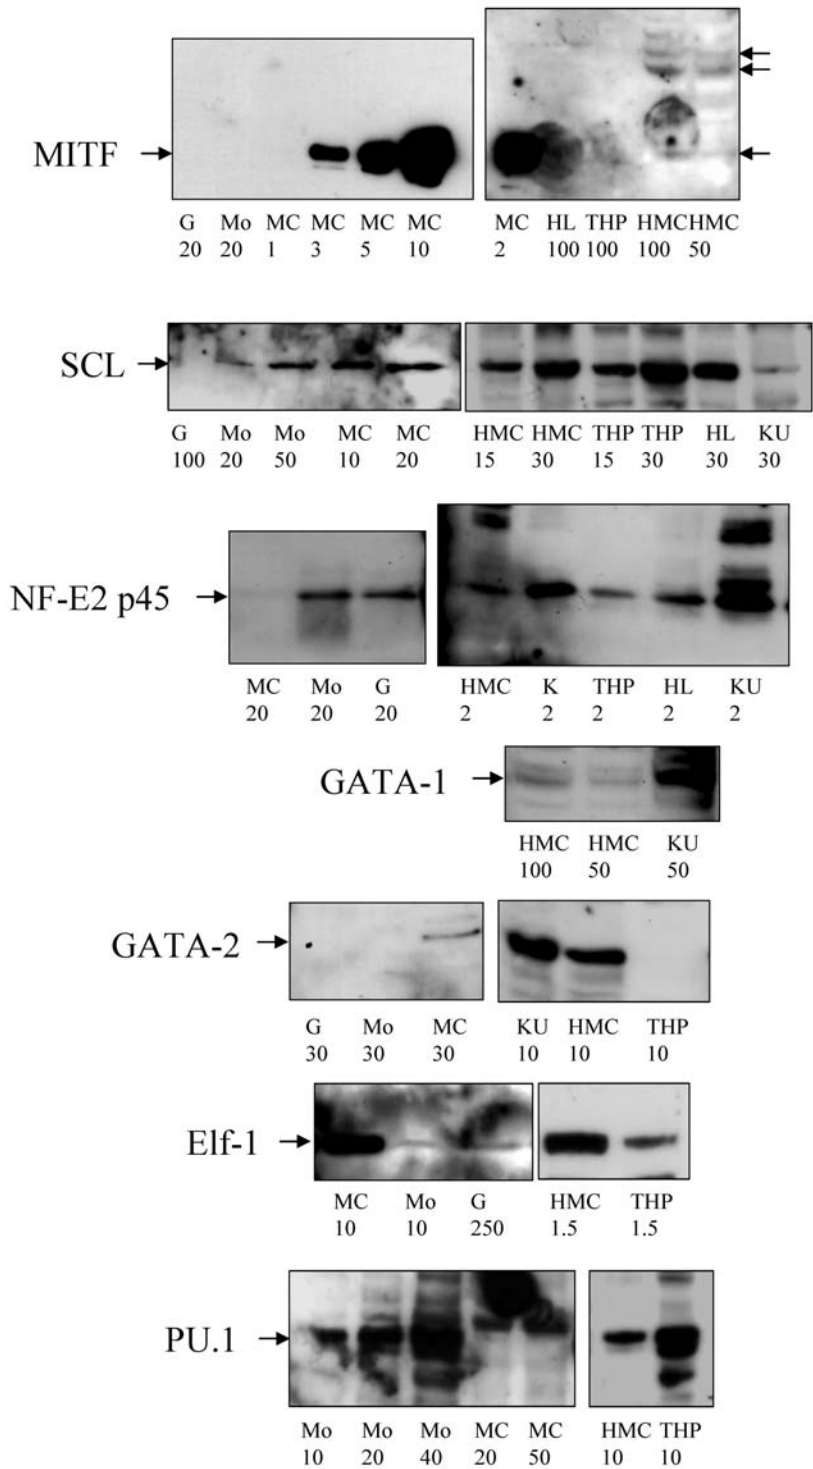 MITF
G Mo MC MC MC MC MC HL THP HMC HMC
20 20 1 3 5 10 2 100 100 100 50
SCL
G Mo Mo MC MC HMC HMC THP THP HL KU
100 20 50 10 20 15 30 15 30 30 30
NF-E2 p45
MC Mo G HMC K THP HL KU
20 20 20 2 2 2 2 2
GATA-1
HMC HMC KU
100 50 50
GATA-2
G Mo MC KU HMC THP
30 30 30 10 10 10
Elf-1
MC Mo G HMC THP
10 10 250 1.5 1.5
PU.1
Mo Mo Mo MC MC HMC THP
10 20 40 20 50 10 10